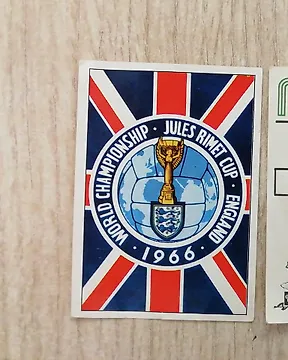 WORLD CHAMPIONSHIP · JULES RIMET CUP · ENGLAND
· 1966 ·